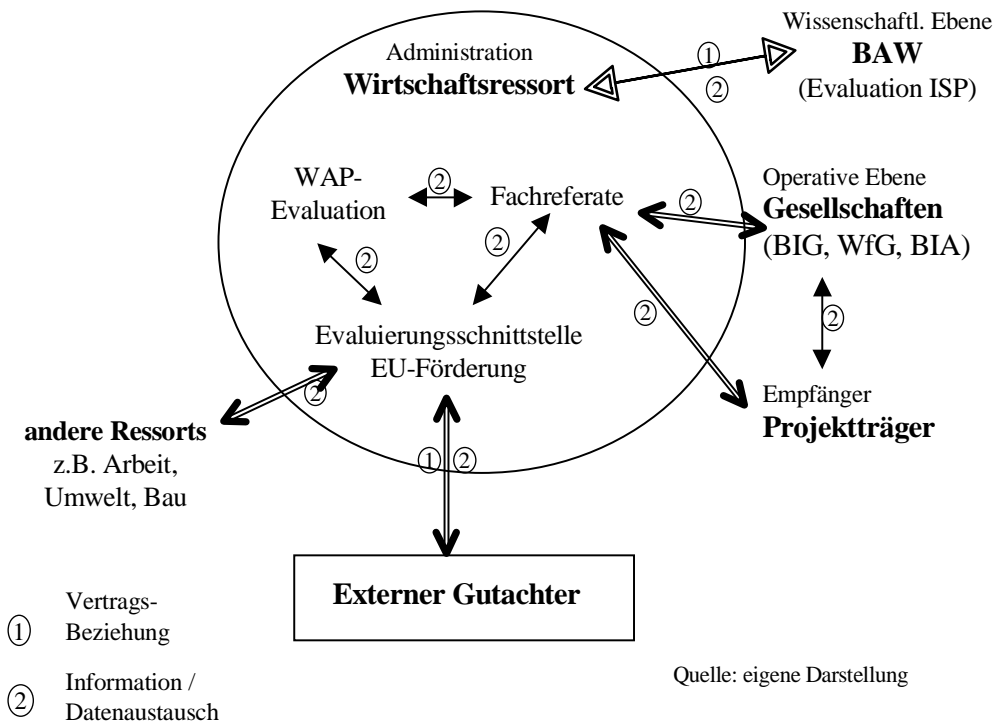 Wissenschaftl. Ebene
BAW
(Evaluation ISP)
Administration
Wirtschaftsressort
1
2
WAP-
Evaluation
2
Fachreferate
2
Operative Ebene
Gesellschaften
(BIG, WfG, BIA)
2
2
2
2
Evaluierungsschnittstelle
EU-Förderung
2
Empfänger
Projektträger
andere Ressorts
z.B. Arbeit,
Umwelt, Bau
1 2
Externer Gutachter
1 Vertrags-
Beziehung
2 Information /
Datenaustausch
Quelle: eigene Darstellung